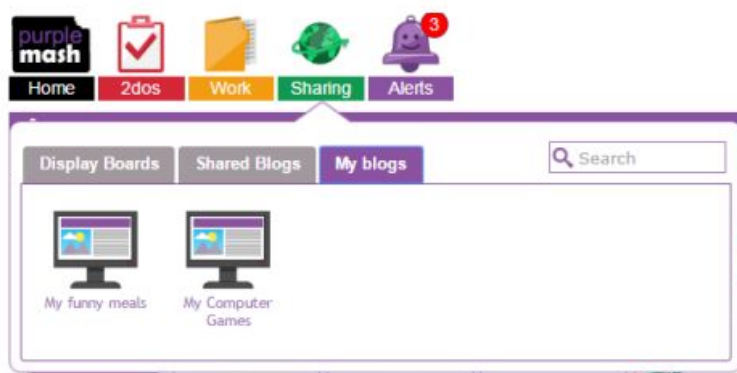 purple
mash
3
Home 2dos Work Sharing Alerts
Display Boards Shared Blogs My blogs Search
My funny meals My Computer
Games